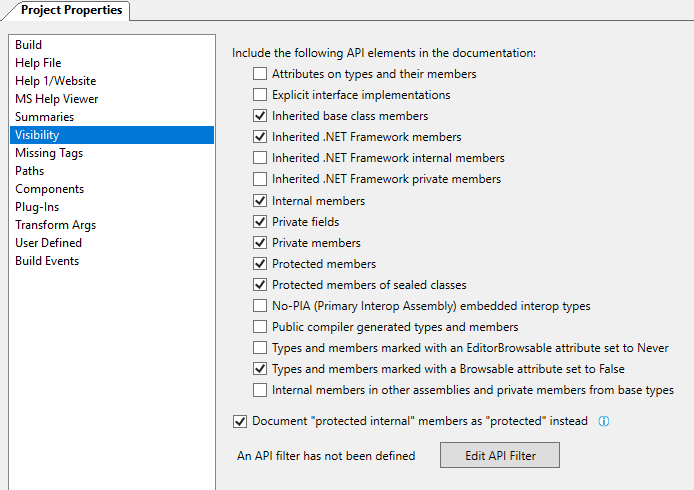 Project Properties
Build
Help File
Help 1/Website
MS Help Viewer
Summaries
Visibility
Missing Tags
Paths
Components
Plug-Ins
Transform Args
User Defined
Build Events
Include the following API elements in the documentation:
Attributes on types and their members
Explicit interface implementations
Inherited base class members
Inherited .NET Framework members
Inherited .NET Framework internal members
Inherited .NET Framework private members
Internal members
Private fields
Private members
Protected members
Protected members of sealed classes
No-PIA (Primary Interop Assembly) embedded interop types
Public compiler generated types and members
Types and members marked with an EditorBrowsable attribute set to Never
Types and members marked with a Browsable attribute set to False
Internal members in other assemblies and private members from base types
Document "protected internal" members as "protected" instead
An API filter has not been defined
Edit API Filter